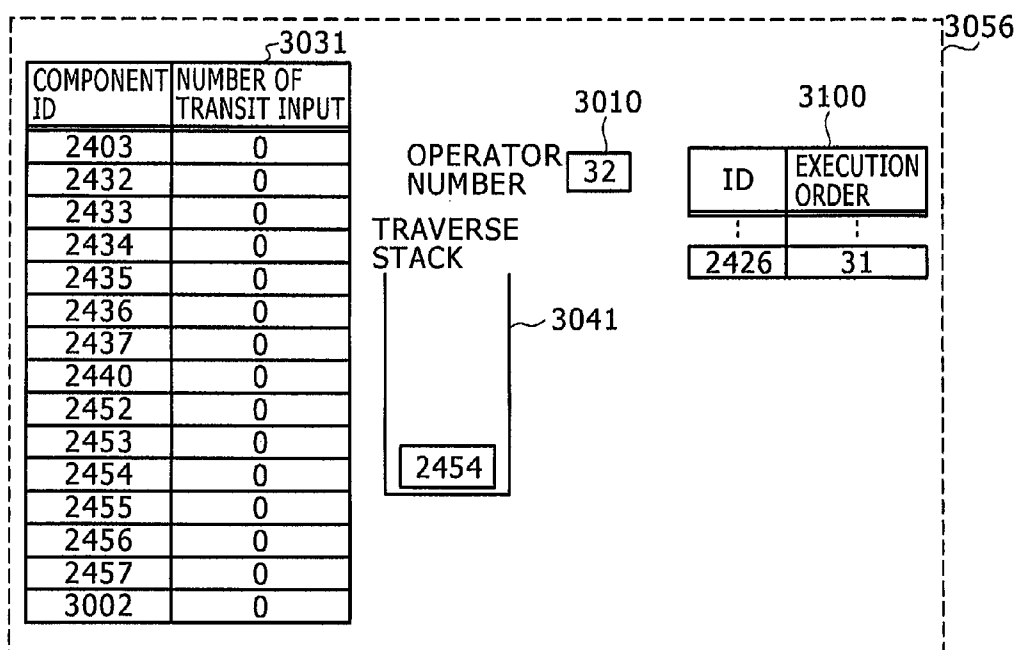 3056
3031
COMPONENT NUMBER OF
ID TRANSIT INPUT
2403 0
2432 0
2433 0
2434 0
2435 0
2436 0
2437 0
2440 0
2452 0
2453 0
2454 0
2455 0
2456 0
2457 0
3002 0
3010
OPERATOR
NUMBER
32
TRAVERSE
STACK
3041
2454
3100
ID
EXECUTION
ORDER
2426 31